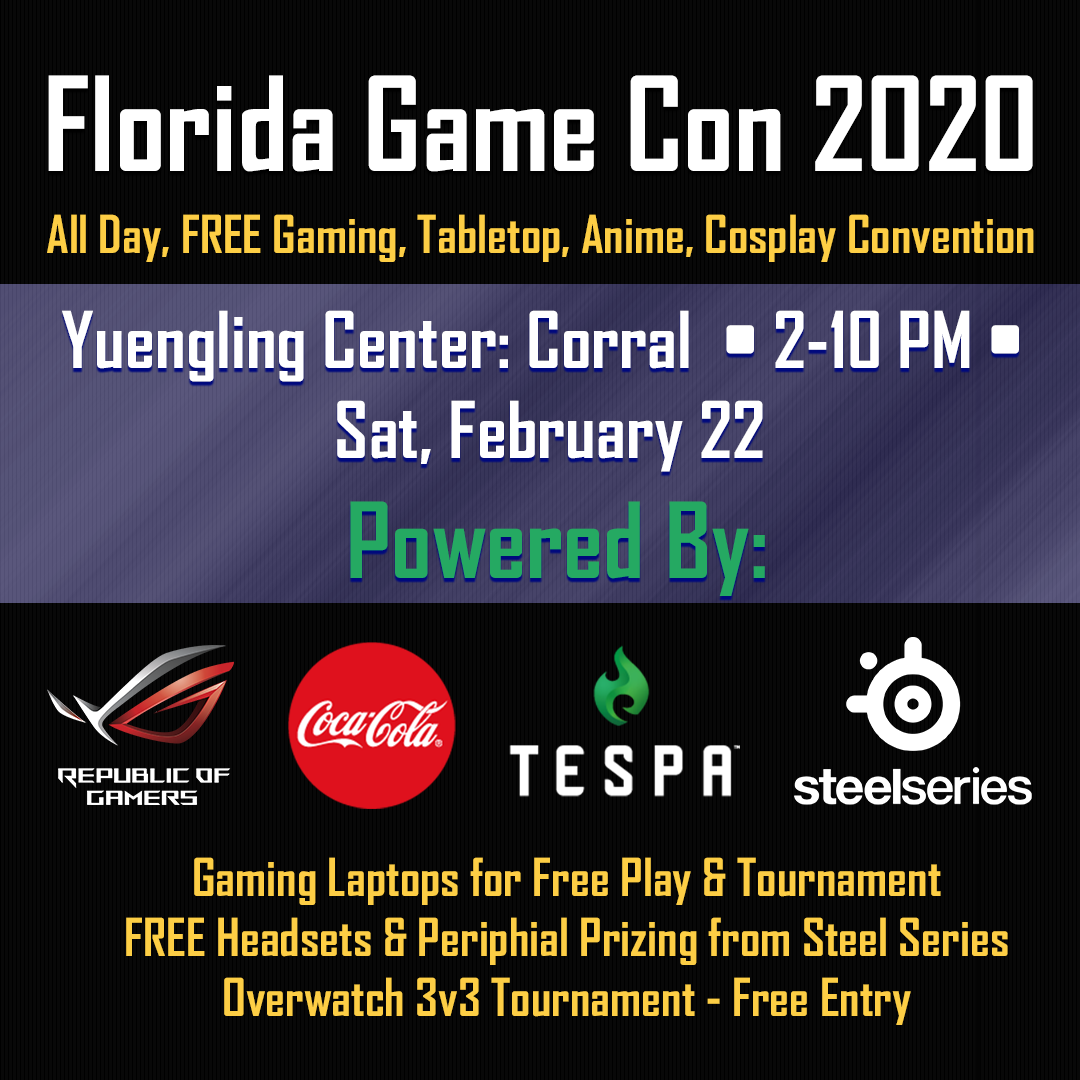 Florida Game Con 2020
All Day, FREE Gaming, Tabletop, Anime, Cosplay Convention
Yuengling Center: Corral ▪ 2-10 PM ▪
Sat, February 22
Powered By:
REPUBLIC OF
GAMERS
Coca-Cola®
TESPA™
steelseries
Gaming Laptops for Free Play & Tournament
FREE Headsets & Periphial Prizing from Steel Series
Overwatch 3v3 Tournament - Free Entry